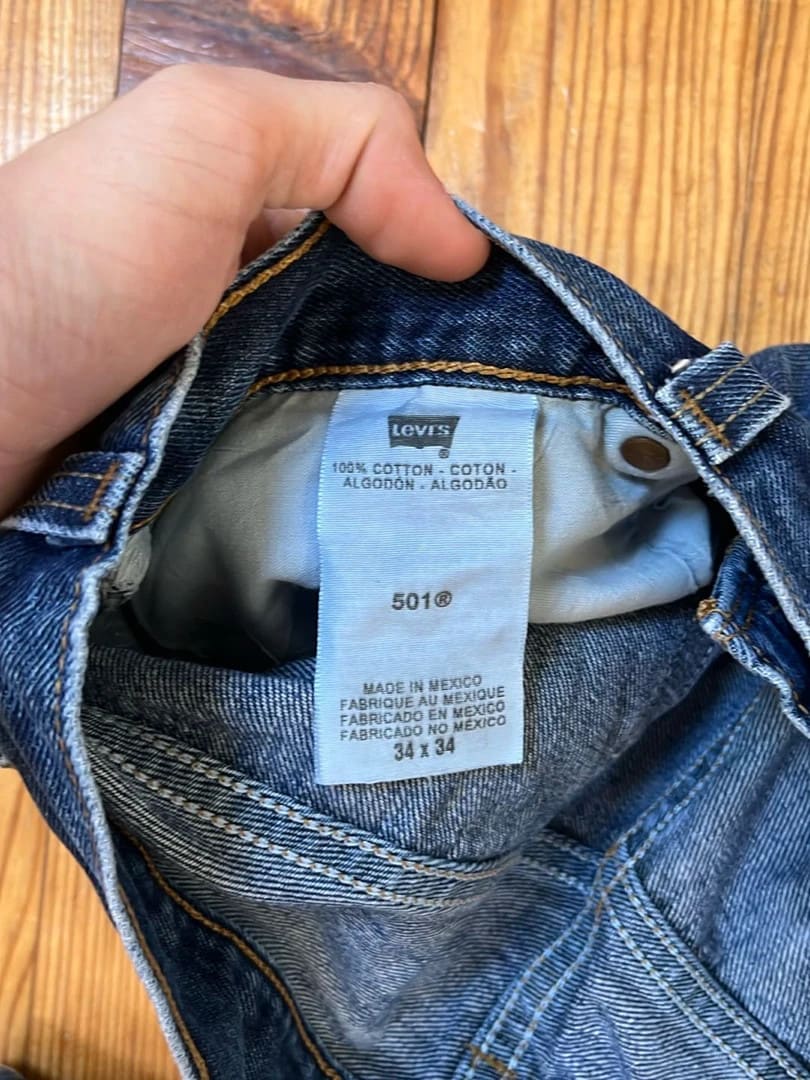 Levi's®
100% COTTON - COTON -
ALGODÓN - ALGODÃO
501®
MADE IN MEXICO
FABRIQUE AU MEXIQUE
FABRICADO EN MEXICO
FABRICADO NO MÉXICO
34 x 34